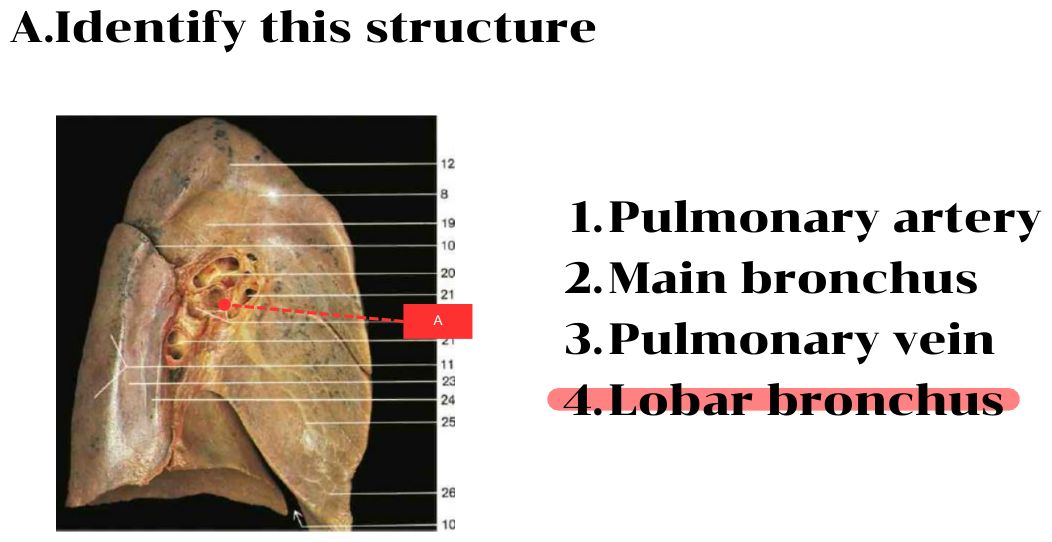 A.Identify this structure
12
8
19
10
20
21
A
21
11
23
24
25
26
10
1.Pulmonary artery
2.Main bronchus
3.Pulmonary vein
4.Lobar bronchus